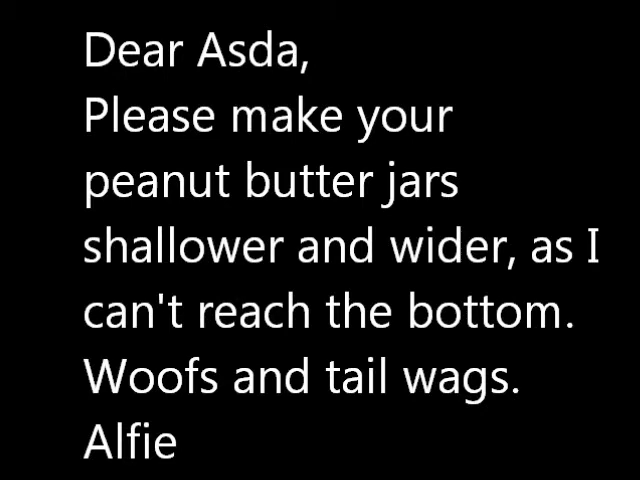 Dear Asda,
Please make your
peanut butter jars
shallower and wider, as I
can't reach the bottom.
Woofs and tail wags.
Alfie